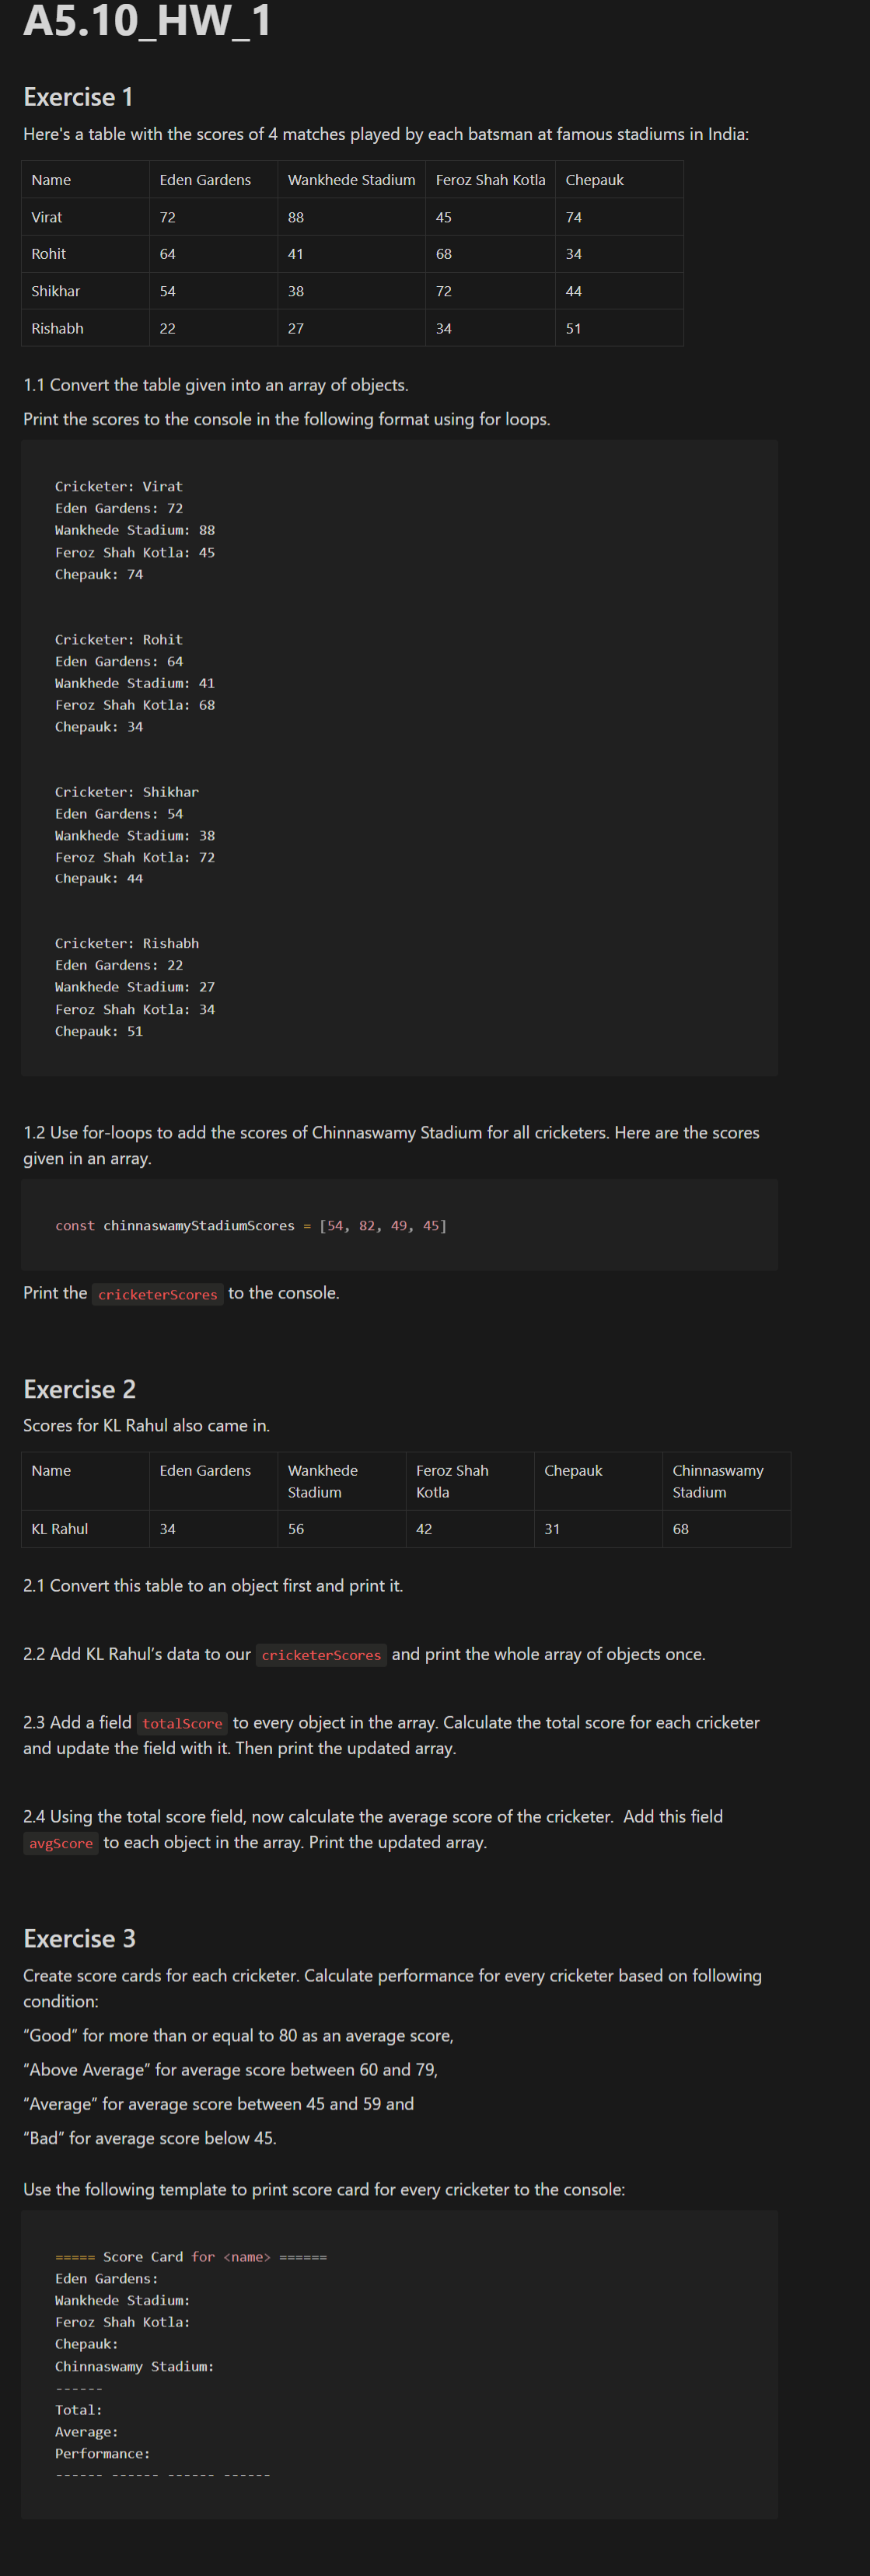 A5.10_HW_1
Exercise 1
Here's a table with the scores of 4 matches played by each batsman at famous stadiums in India:
Name Eden Gardens Wankhede Stadium Feroz Shah Kotla Chepauk
Virat 72 88 45 74
Rohit 64 41 68 34
Shikhar 54 38 72 44
Rishabh 22 27 34 51
1.1 Convert the table given into an array of objects.
Print the scores to the console in the following format using for loops.
Cricketer: Virat
Eden Gardens: 72
Wankhede Stadium: 88
Feroz Shah Kotla: 45
Chepauk: 74
Cricketer: Rohit
Eden Gardens: 64
Wankhede Stadium: 41
Feroz Shah Kotla: 68
Chepauk: 34
Cricketer: Shikhar
Eden Gardens: 54
Wankhede Stadium: 38
Feroz Shah Kotla: 72
Chepauk: 44
Cricketer: Rishabh
Eden Gardens: 22
Wankhede Stadium: 27
Feroz Shah Kotla: 34
Chepauk: 51
1.2 Use for-loops to add the scores of Chinnaswamy Stadium for all cricketers. Here are the scores
given in an array.
const chinnaswamyStadiumScores = [54, 82, 49, 45]
Print the cricketerScores to the console.
Exercise 2
Scores for KL Rahul also came in.
Name Eden Gardens Wankhede Feroz Shah Chepauk Chinnaswamy
Stadium Kotla Stadium
KL Rahul 34 56 42 31 68
2.1 Convert this table to an object first and print it.
2.2 Add KL Rahul’s data to our cricketerScores and print the whole array of objects once.
2.3 Add a field totalScore to every object in the array. Calculate the total score for each cricketer
and update the field with it. Then print the updated array.
2.4 Using the total score field, now calculate the average score of the cricketer. Add this field
avgScore to each object in the array. Print the updated array.
Exercise 3
Create score cards for each cricketer. Calculate performance for every cricketer based on following
condition:
“Good” for more than or equal to 80 as an average score,
“Above Average” for average score between 60 and 79,
“Average” for average score between 45 and 59 and
“Bad” for average score below 45.
Use the following template to print score card for every cricketer to the console:
===== Score Card for <name> ======
Eden Gardens:
Wankhede Stadium:
Feroz Shah Kotla:
Chepauk:
Chinnaswamy Stadium:
------
Total:
Average:
Performance:
------ ------ ------ ------